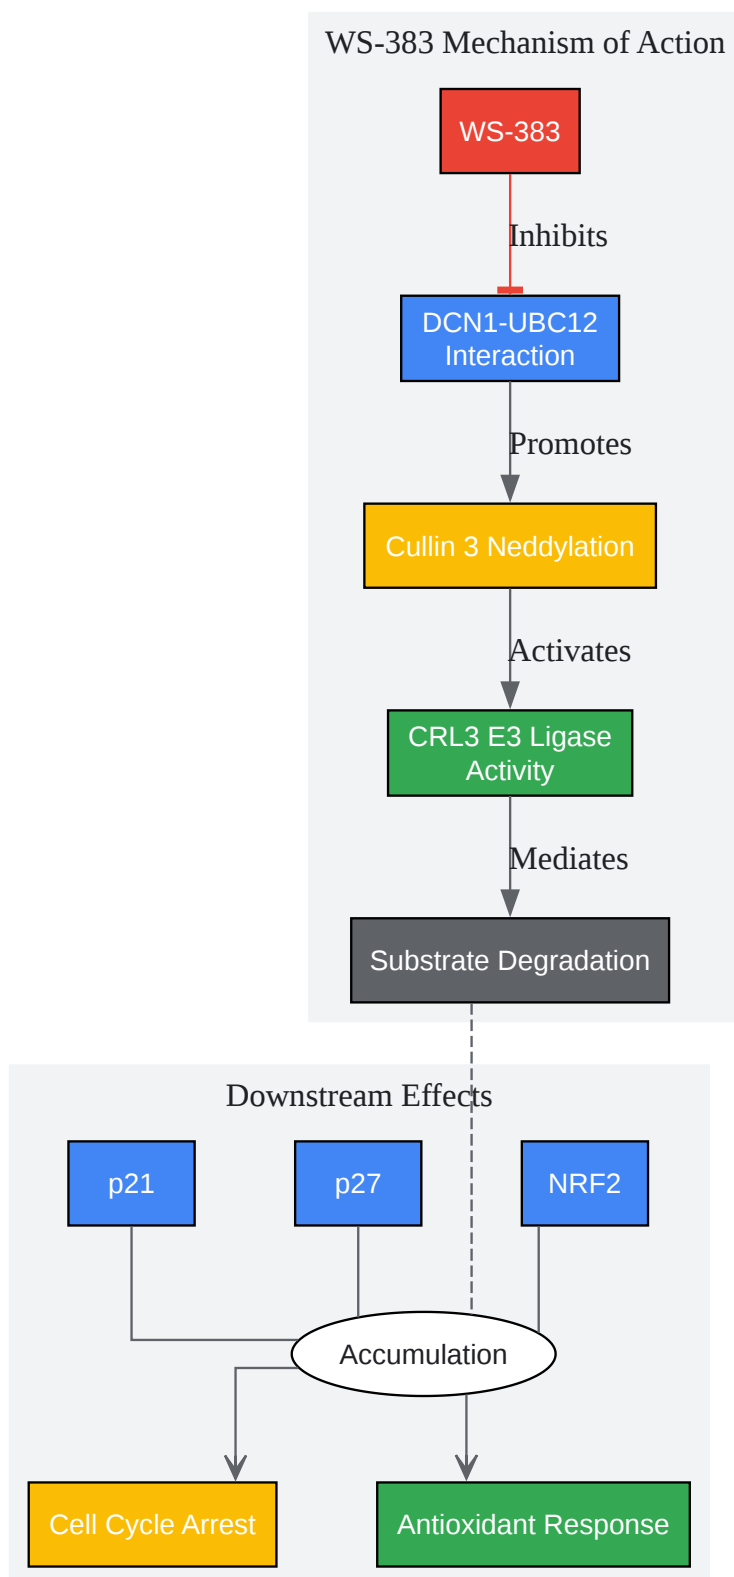 WS-383 Mechanism of Action
WS-383
Inhibits
DCN1-UBC12
Interaction
Promotes
Cullin 3 Neddylation
Activates
CRL3 E3 Ligase
Activity
Mediates
Substrate Degradation
Downstream Effects
p21
p27
NRF2
Accumulation
Cell Cycle Arrest
Antioxidant Response